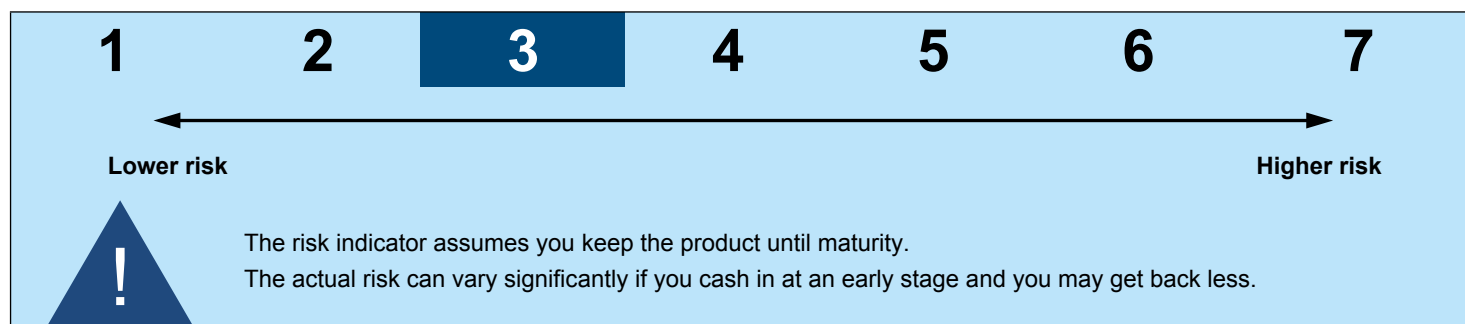 1 2 3 4 5 6 7
Lower risk Higher risk
!
The risk indicator assumes you keep the product until maturity.
The actual risk can vary significantly if you cash in at an early stage and you may get back less.